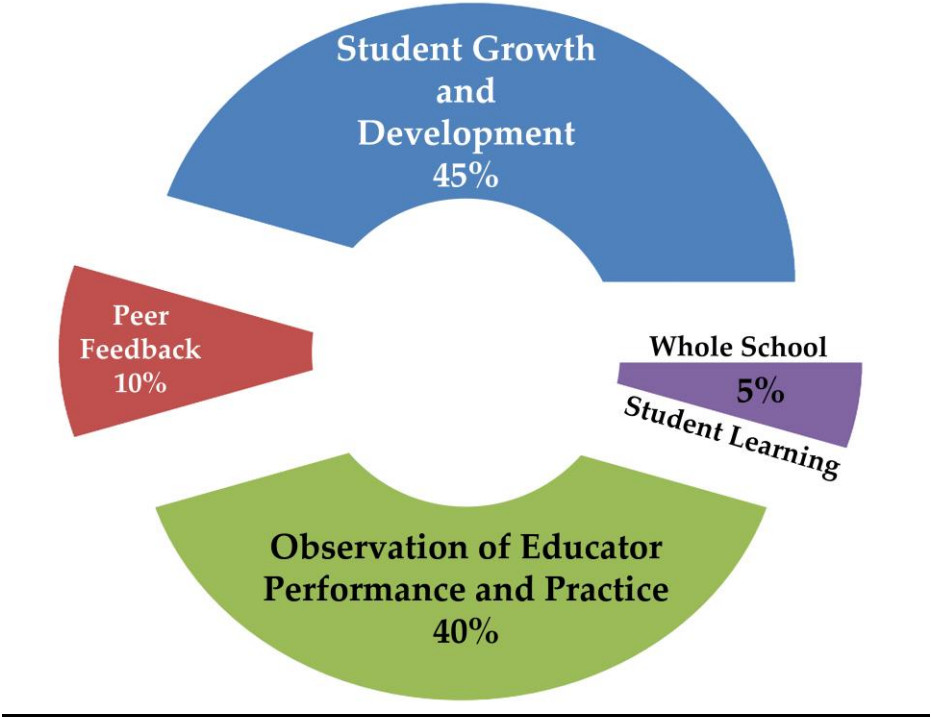 Student Growth
and
Development
45%
Peer
Feedback
10%
Whole School
5%
Student Learning
Observation of Educator
Performance and Practice
40%